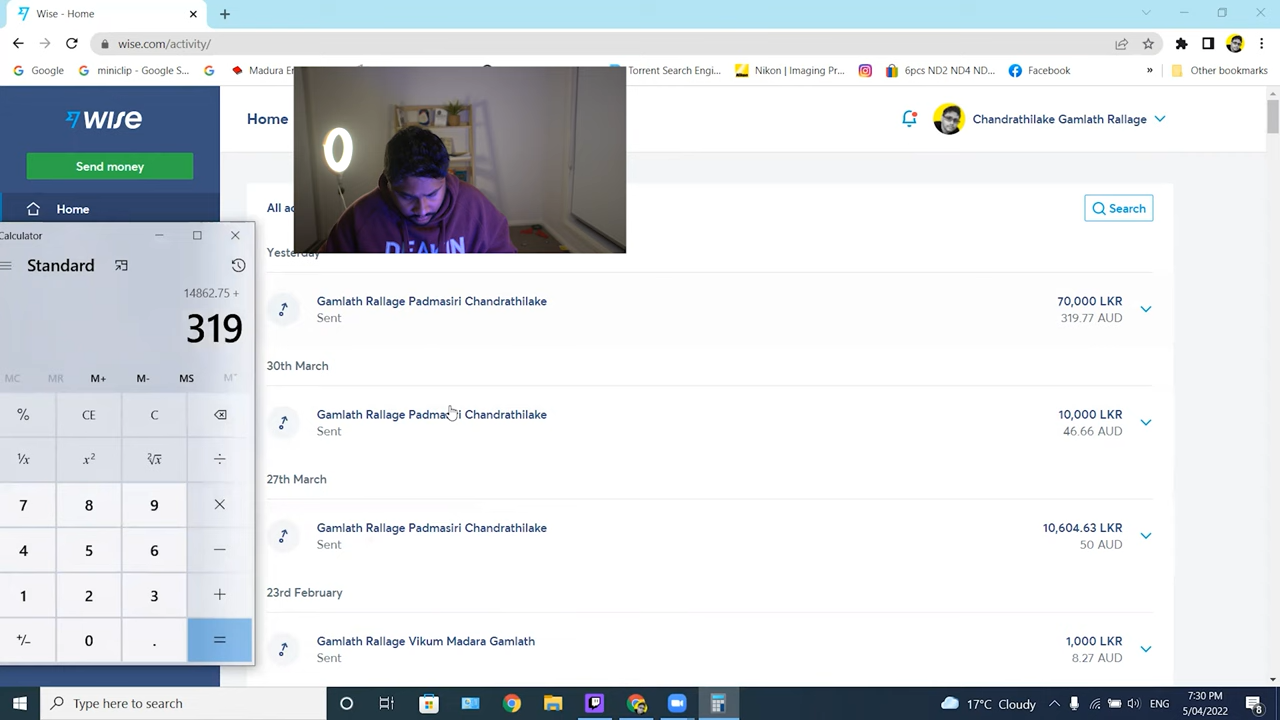 Wise - Home
wise.com/activity/
Google
miniclip - Google S...
Madura E
Torrent Search Engi...
Nikon | Imaging Pr...
6pcs ND2 ND4 ND...
Facebook
»
Other bookmarks
WISE
Home
Chandrathilake Gamlath Rallage
Send money
Home
All ac
Search
Calculator
Yesterday
Standard
14862.75 +
319
Gamlath Rallage Padmasiri Chandrathilake
70,000 LKR
Sent
319.77 AUD
30th March
MC MR M+ M- MS M˅
Gamlath Rallage Padmasiri Chandrathilake
10,000 LKR
Sent
46.66 AUD
% CE C ⌫
¹/x x² ²√x ÷
27th March
7 8 9 ×
Gamlath Rallage Padmasiri Chandrathilake
10,604.63 LKR
Sent
50 AUD
4 5 6 −
23rd February
1 2 3 +
Gamlath Rallage Vikum Madara Gamlath
1,000 LKR
Sent
8.27 AUD
+/- 0 . =
DEAKIN
Type here to search
17°C Cloudy
ENG
7:30 PM
5/04/2022
8